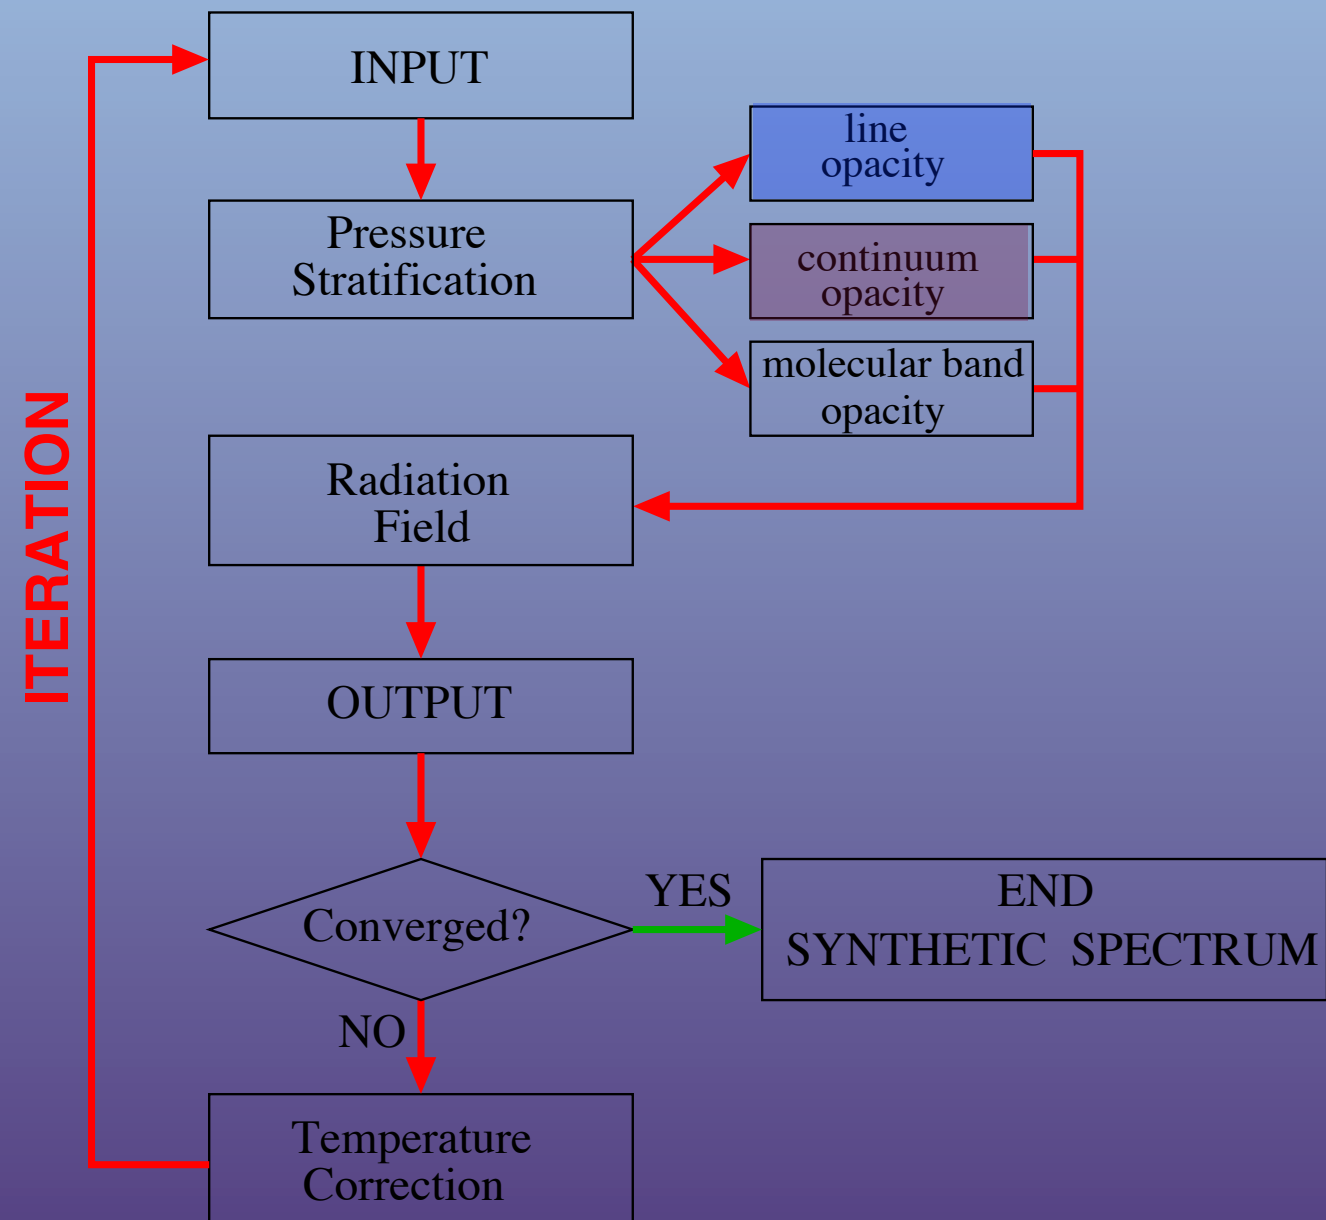 INPUT
Pressure
Stratification
line
opacity
continuum
opacity
molecular band
opacity
Radiation
Field
ITERATION
OUTPUT
Converged?
YES
END
SYNTHETIC SPECTRUM
NO
Temperature
Correction